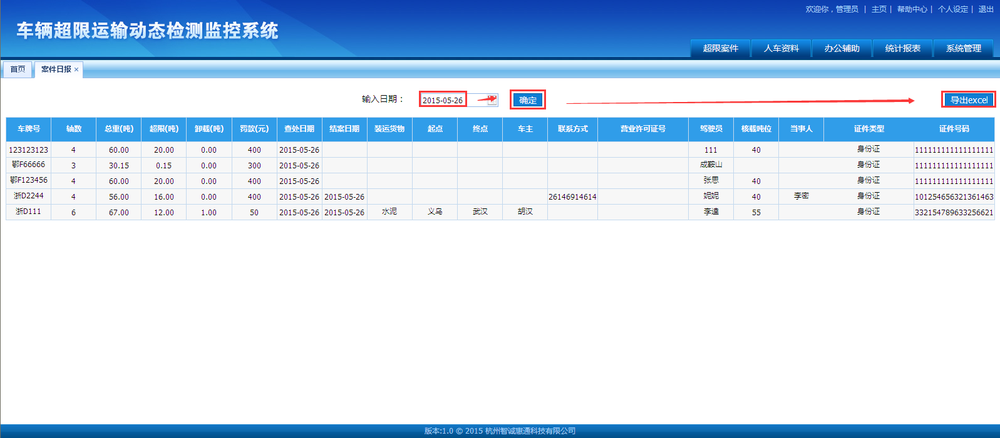 欢迎你，管理员 | 主页 | 帮助中心 | 个人设定 | 退出
车辆超限运输动态检测监控系统
超限案件 人车资料 办公辅助 统计报表 系统管理
首页 案件日报 ×
输入日期： 2015-05-26 确定 导出excel
车牌号 轴数 总重(吨) 超限(吨) 卸载(吨) 罚款(元) 查处日期 结案日期 装运货物 起点 终点 车主 联系方式 营业许可证号 驾驶员 核载吨位 当事人 证件类型 证件号码
123123123 4 60.00 20.00 0.00 400 2015-05-26 111 40 身份证 111111111111111111
鄂F66666 3 30.15 0.15 0.00 300 2015-05-26 成鞍山 身份证 111111111111111111
鄂F123456 4 60.00 20.00 0.00 400 2015-05-26 张思 40 身份证 111111111111111111
浙D2244 4 56.00 16.00 0.00 400 2015-05-26 2015-05-26 26146914614 妮妮 40 李密 身份证 101254656321361463
浙D111 6 67.00 12.00 1.00 50 2015-05-26 2015-05-26 水泥 义乌 武汉 胡汉 李逵 55 身份证 332154789633256621
版本:1.0 © 2015 杭州智诚惠通科技有限公司